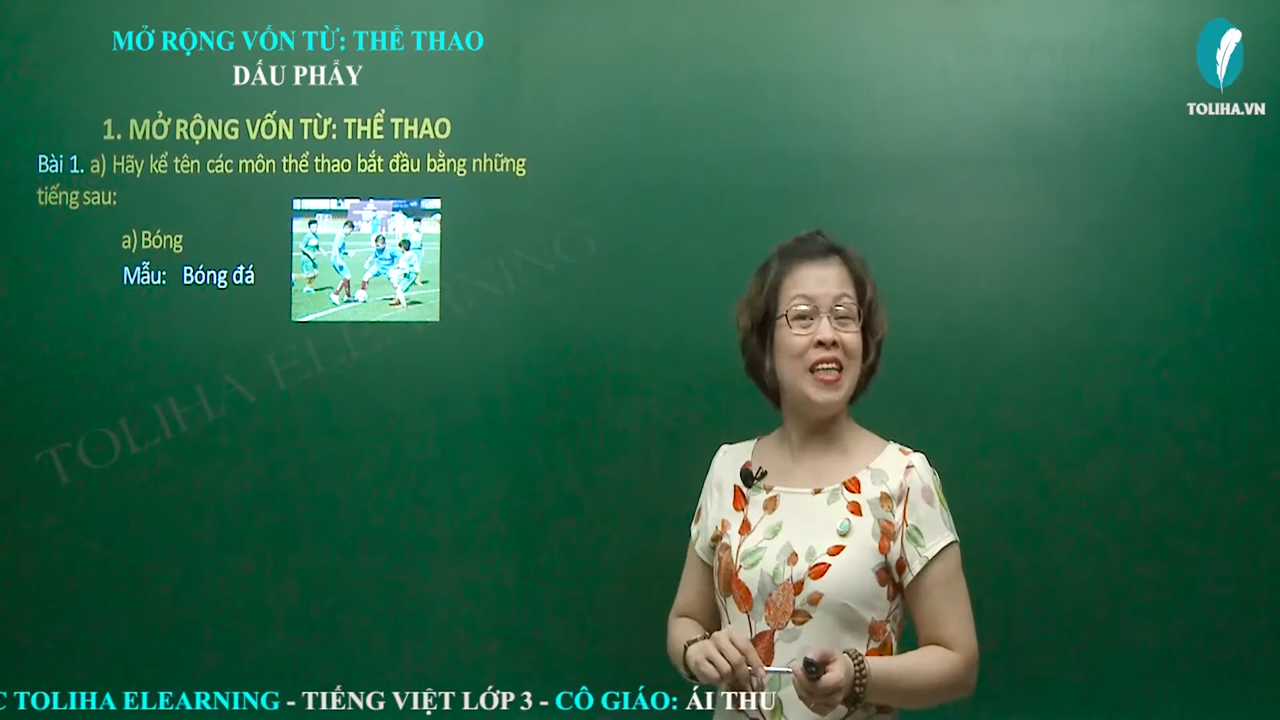 MỞ RỘNG VỐN TỪ: THỂ THAO
DẤU PHẨY
TOLIHA.VN
1. MỞ RỘNG VỐN TỪ: THỂ THAO
Bài 1. a) Hãy kể tên các môn thể thao bắt đầu bằng những
tiếng sau:
a) Bóng
Mẫu: Bóng đá
TOLIHA ELEARNING
C TOLIHA ELEARNING - TIẾNG VIỆT LỚP 3 - CÔ GIÁO: ÁI THU